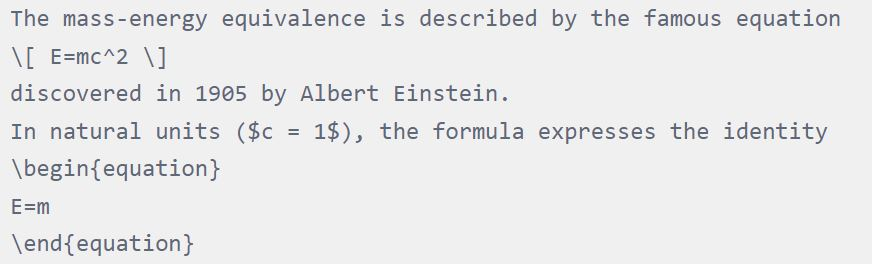 The mass-energy equivalence is described by the famous equation
\[ E=mc^2 \]
discovered in 1905 by Albert Einstein.
In natural units ($c = 1$), the formula expresses the identity
\begin{equation}
E=m
\end{equation}